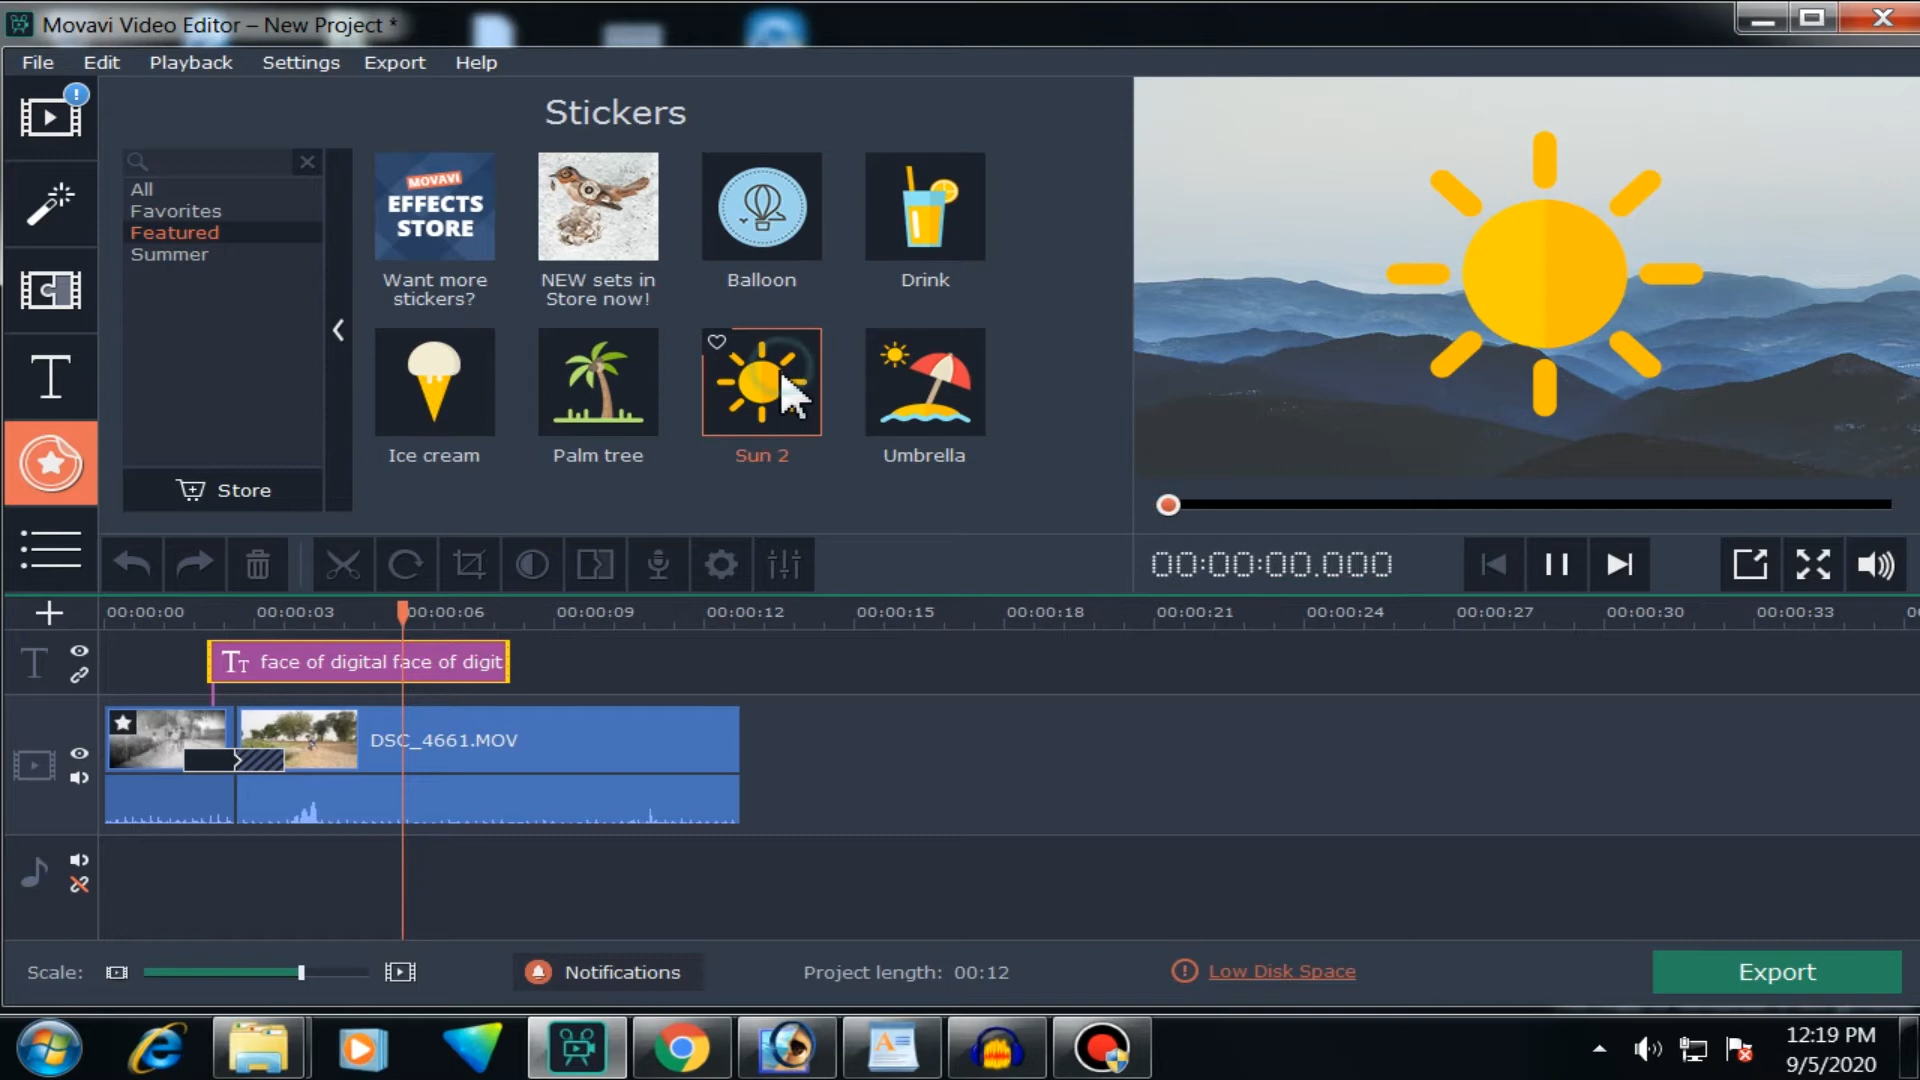 Movavi Video Editor – New Project *
File Edit Playback Settings Export Help
Stickers
All
Favorites
Featured
Summer
Store
MOVAVI
EFFECTS
STORE
Want more
stickers?
NEW sets in
Store now!
Balloon
Drink
Ice cream
Palm tree
Sun 2
Umbrella
00:00:00.000
00:00:00 00:00:03 00:00:06 00:00:09 00:00:12 00:00:15 00:00:18 00:00:21 00:00:24 00:00:27 00:00:30 00:00:33
face of digital face of digit
DSC_4661.MOV
Scale:
Notifications
Project length: 00:12
Low Disk Space
Export
12:19 PM
9/5/2020